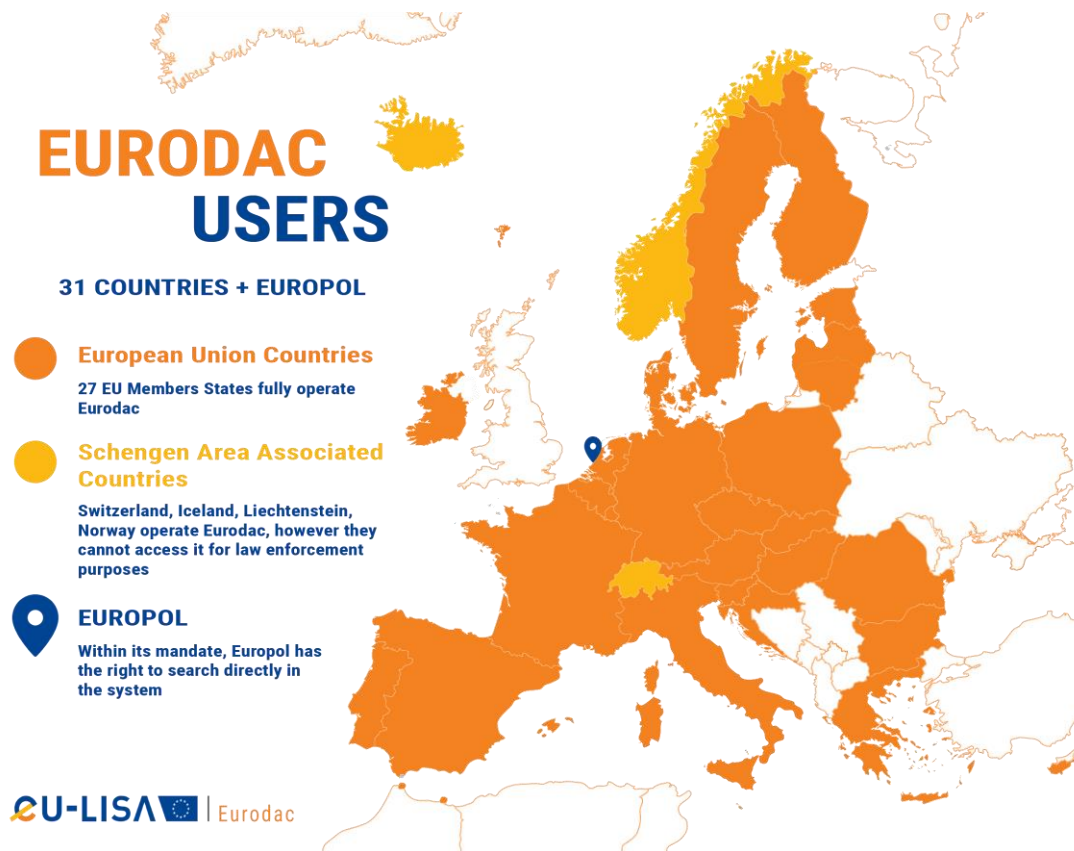 EURODAC
USERS
31 COUNTRIES + EUROPOL
European Union Countries
27 EU Members States fully operate
Eurodac
Schengen Area Associated
Countries
Switzerland, Iceland, Liechtenstein,
Norway operate Eurodac, however they
cannot access it for law enforcement
purposes
EUROPOL
Within its mandate, Europol has
the right to search directly in
the system
eU-LISA | Eurodac